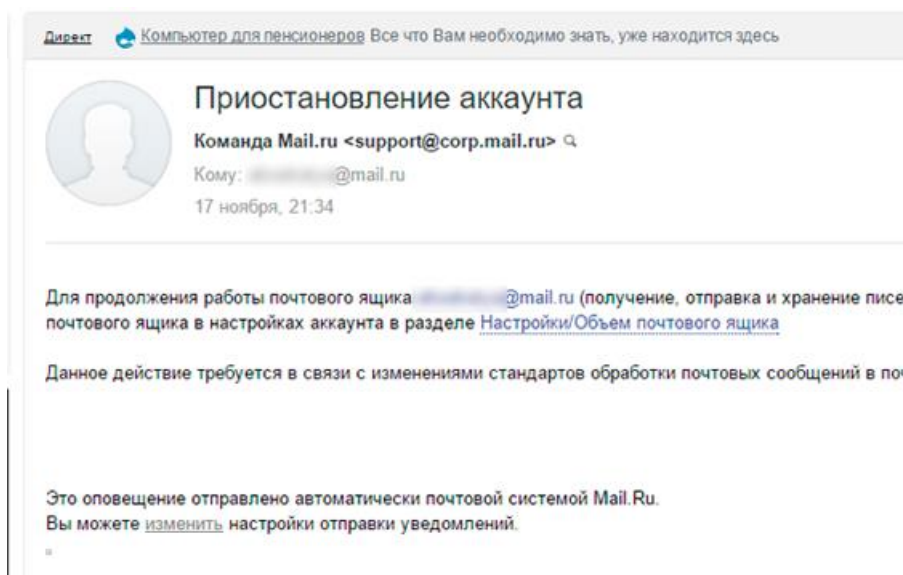 Директ Компьютер для пенсионеров Все что Вам необходимо знать, уже находится здесь
Приостановление аккаунта
Команда Mail.ru <support@corp.mail.ru>
Кому: @mail.ru
17 ноября, 21:34
Для продолжения работы почтового ящика @mail.ru (получение, отправка и хранение писе
почтового ящика в настройках аккаунта в разделе Настройки/Объем почтового ящика
Данное действие требуется в связи с изменениями стандартов обработки почтовых сообщений в по
Это оповещение отправлено автоматически почтовой системой Mail.Ru.
Вы можете изменить настройки отправки уведомлений.